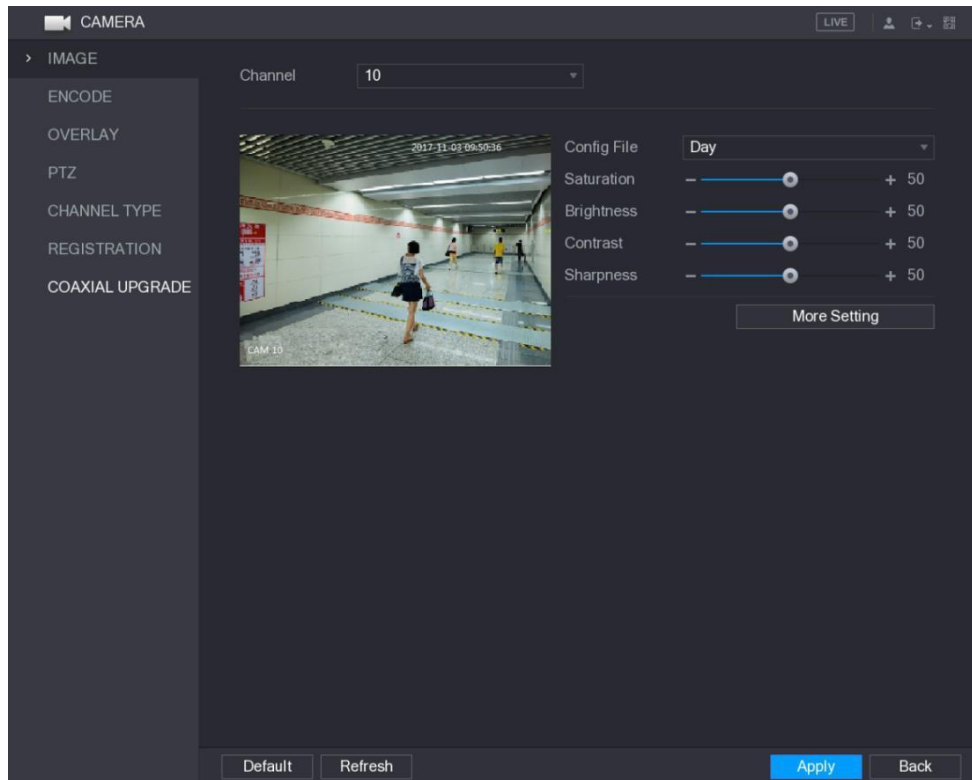 CAMERA
LIVE
IMAGE
ENCODE
OVERLAY
PTZ
CHANNEL TYPE
REGISTRATION
COAXIAL UPGRADE
Channel 10
2017-11-03 09:50:36
CAM 10
Config File Day
Saturation 50
Brightness 50
Contrast 50
Sharpness 50
More Setting
Default Refresh Apply Back